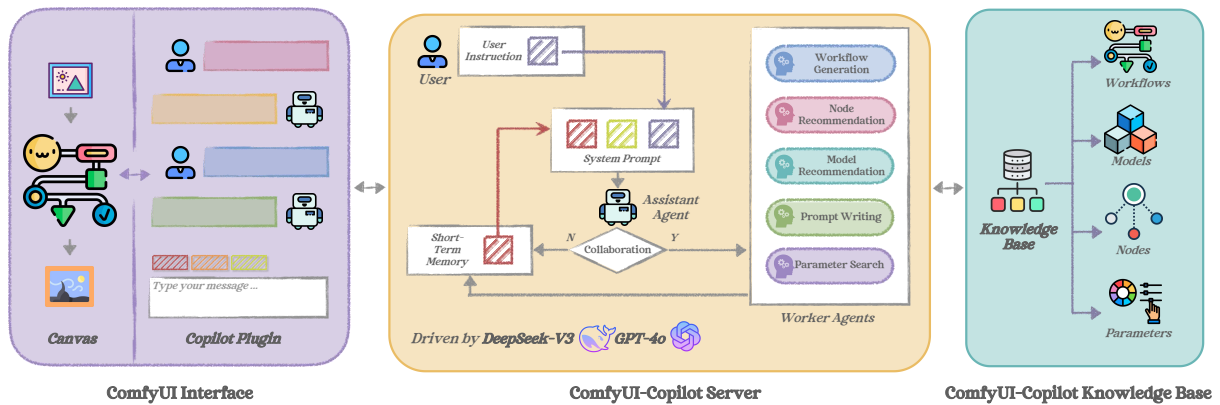 Type your message ...
Canvas
Copilot Plugin
ComfyUI Interface
User
User
Instruction
System Prompt
Assistant
Agent
Short-
Term
Memory
N
Collaboration
Y
Workflow
Generation
Node
Recommendation
Model
Recommendation
Prompt Writing
Parameter Search
Worker Agents
Driven by DeepSeek-V3 GPT-4o
ComfyUI-Copilot Server
Knowledge
Base
Workflows
Models
Nodes
Parameters
ComfyUI-Copilot Knowledge Base